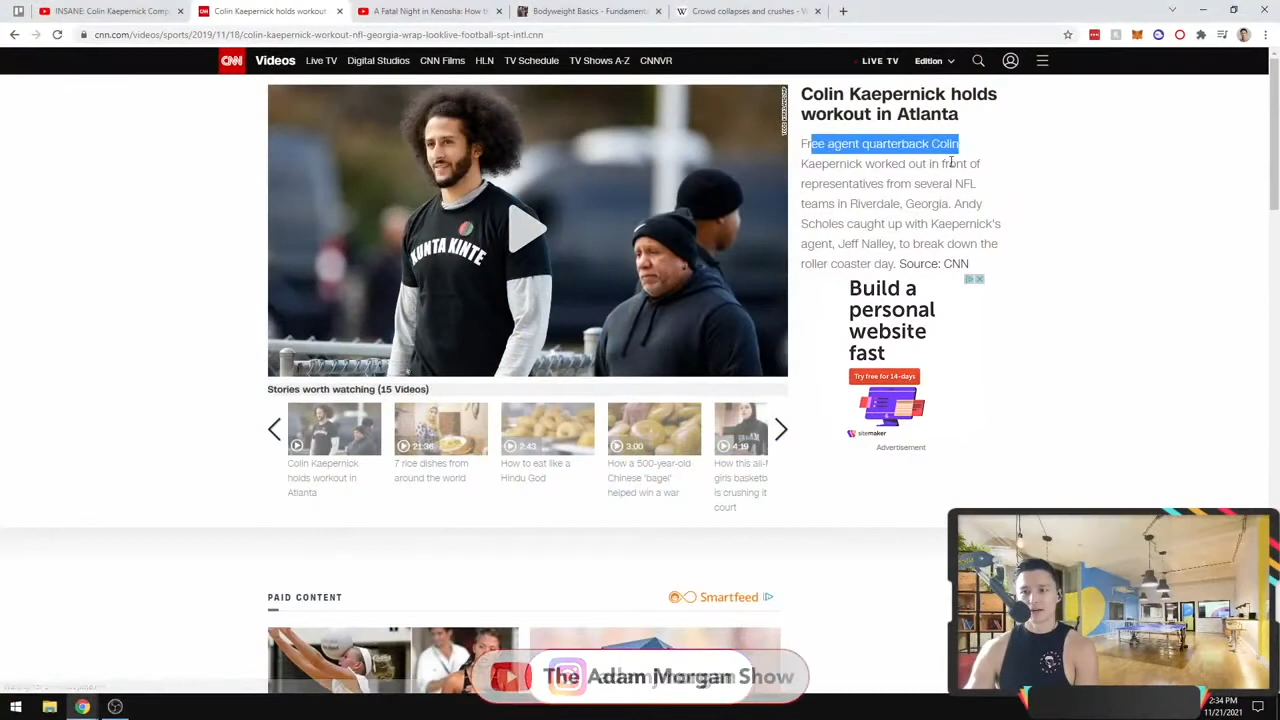 INSANE: Colin Kaepernick Comp
Colin Kaepernick holds workout
A Fatal Night in Kenosha: How th
Bodyweight Basics - Fundament
Crowd collapses and crushes - W
cnn.com/videos/sports/2019/11/18/colin-kaepernick-workout-nfl-georgia-wrap-looklive-football-spt-intl.cnn
CNN Videos Live TV Digital Studios CNN Films HLN TV Schedule TV Shows A-Z CNNVR LIVE TV Edition
Colin Kaepernick holds
workout in Atlanta
Free agent quarterback Colin
Kaepernick worked out in front of
representatives from several NFL
teams in Riverdale, Georgia. Andy
Scholes caught up with Kaepernick's
agent, Jeff Nalley, to break down the
roller coaster day. Source: CNN
KUNTA KINTE
Build a
personal
website
fast
Try free for 14-days
sitemaker
Advertisement
Stories worth watching (15 Videos)
21:36
2:43
3:00
4:19
Colin Kaepernick
holds workout in
Atlanta
7 rice dishes from
around the world
How to eat like a
Hindu God
How a 500-year-old
Chinese 'bagel'
helped win a war
How this all-
girls basketb
is crushing it
court
PAID CONTENT
Smartfeed
The Adam Morgan Show
2:34 PM
11/21/2021